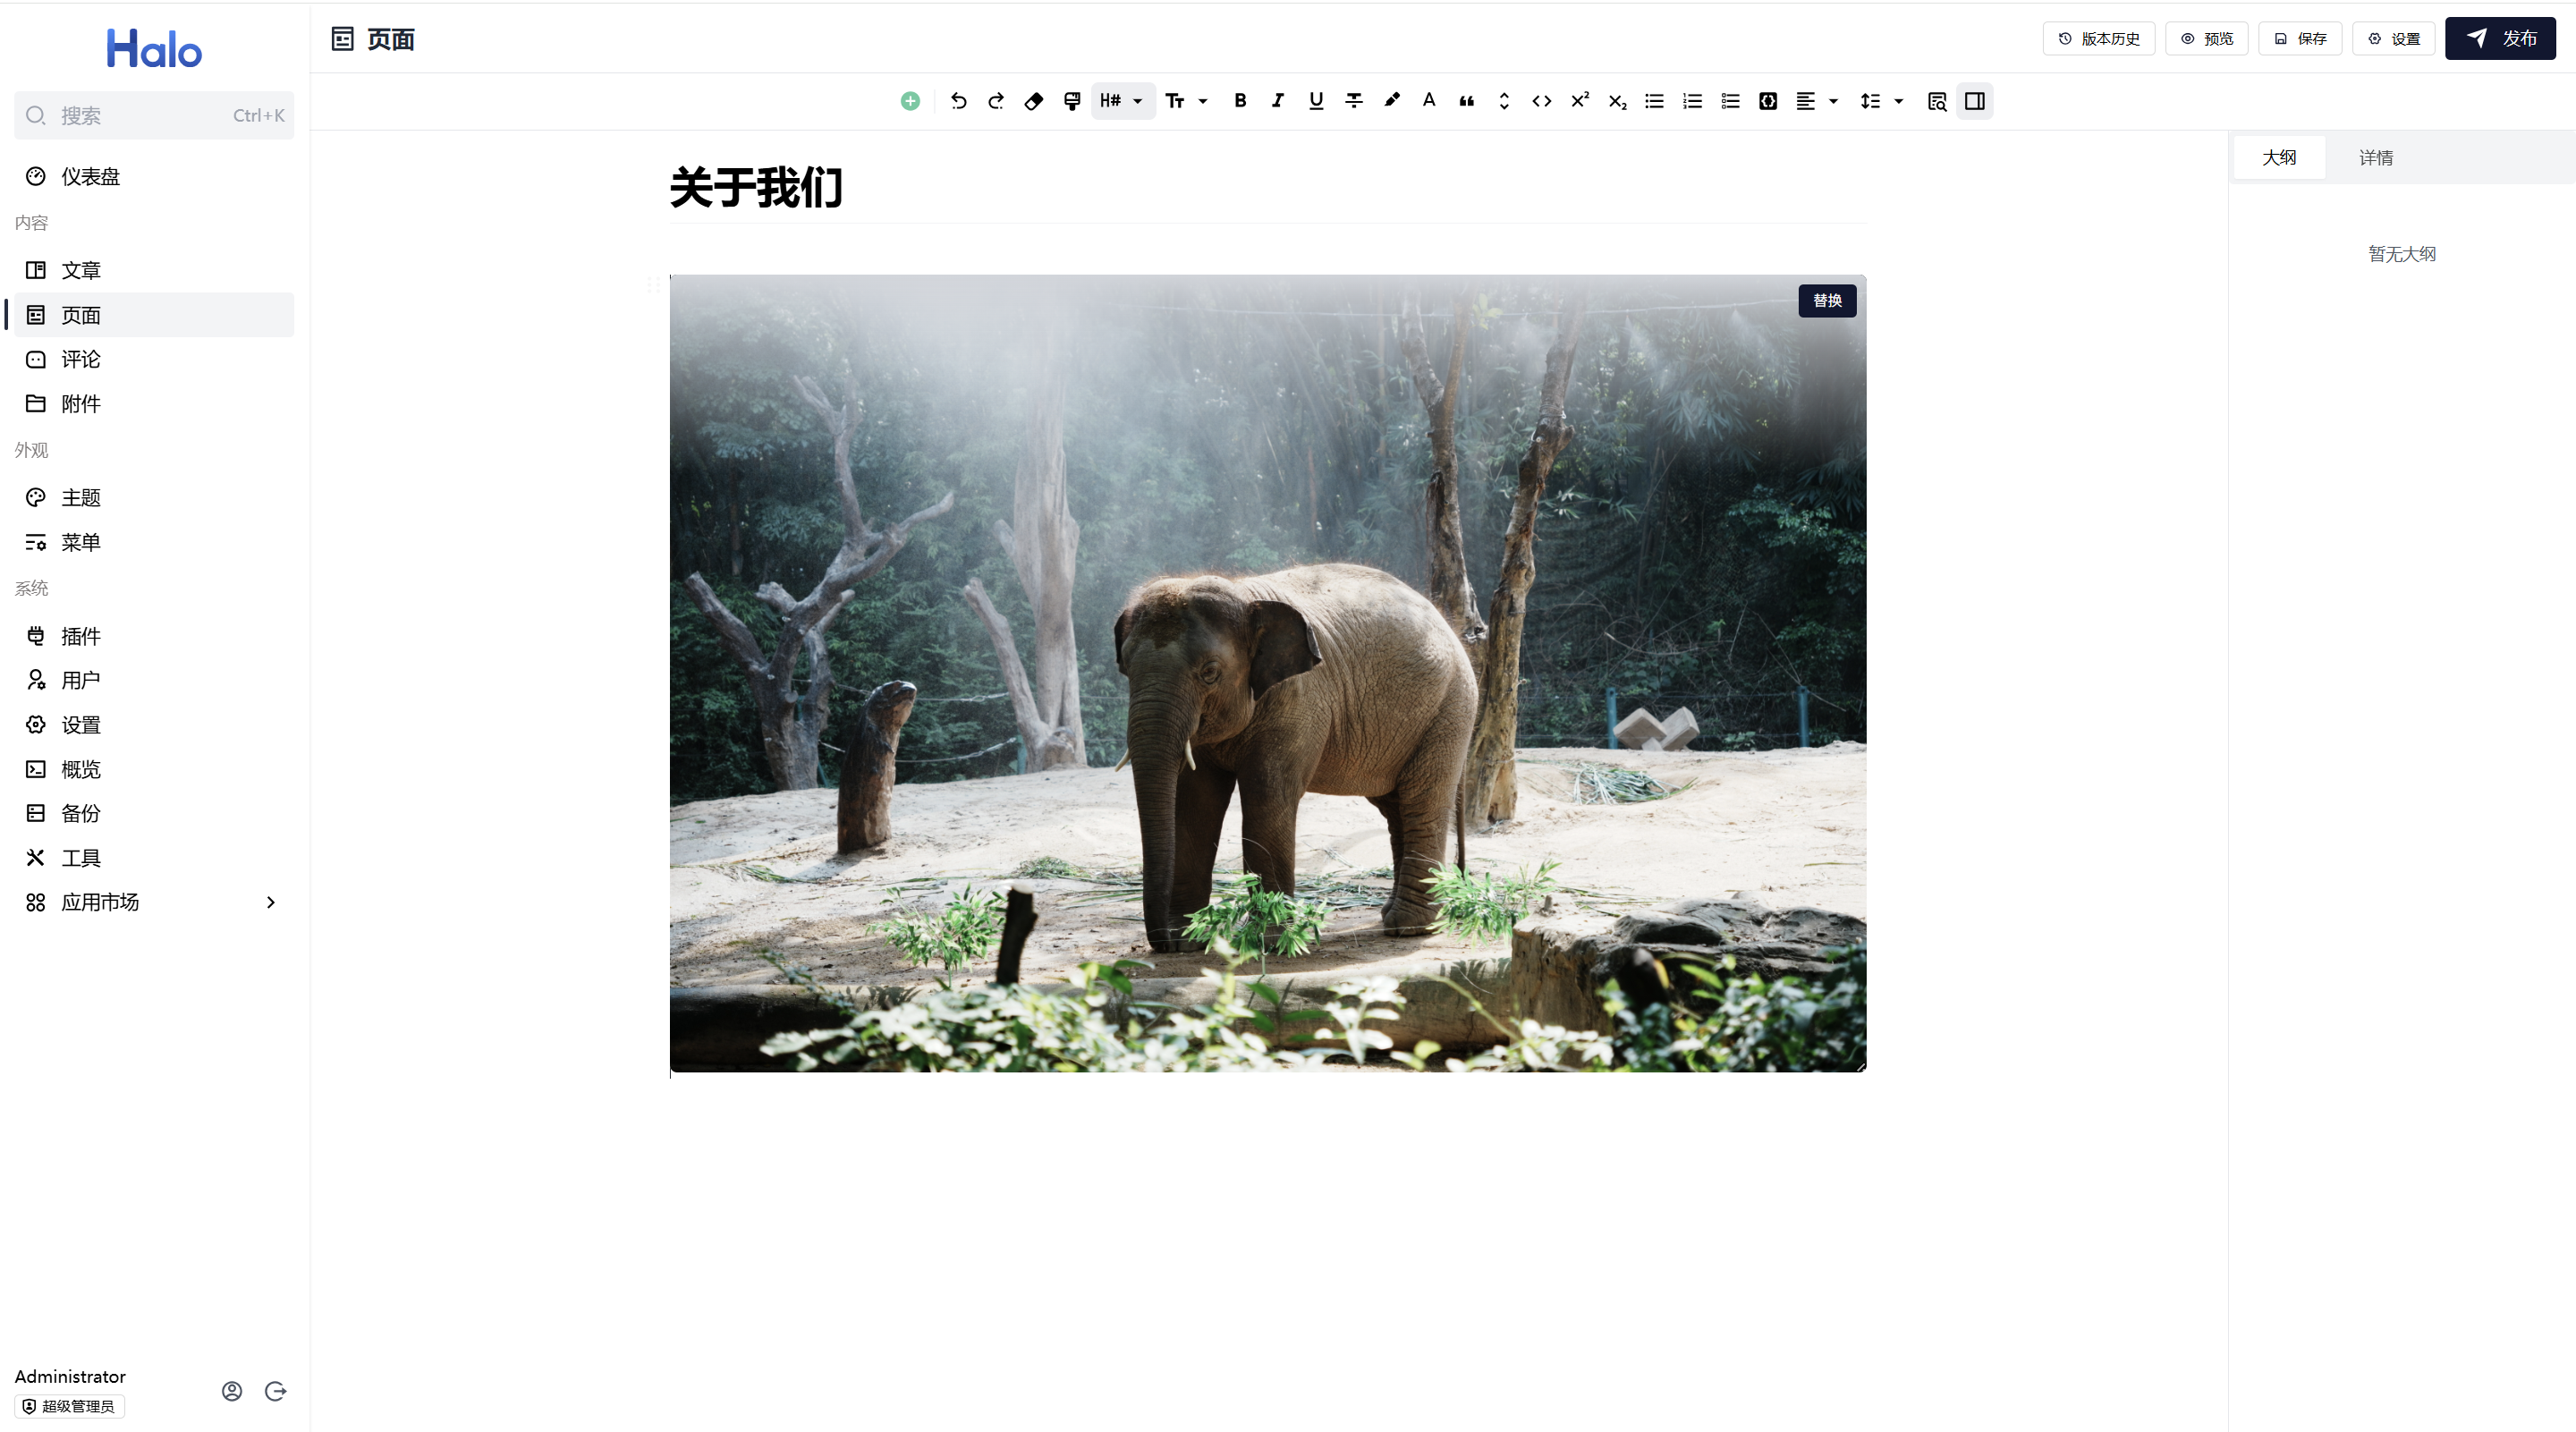 Halo
搜索 Ctrl+K
仪表盘
内容
文章
页面
评论
附件
外观
主题
菜单
系统
插件
用户
设置
概览
备份
工具
应用市场
Administrator
超级管理员
页面
版本历史 预览 保存 设置 发布
H# Tт B I U T A X² X₂
关于我们
替换
大纲 详情
暂无大纲